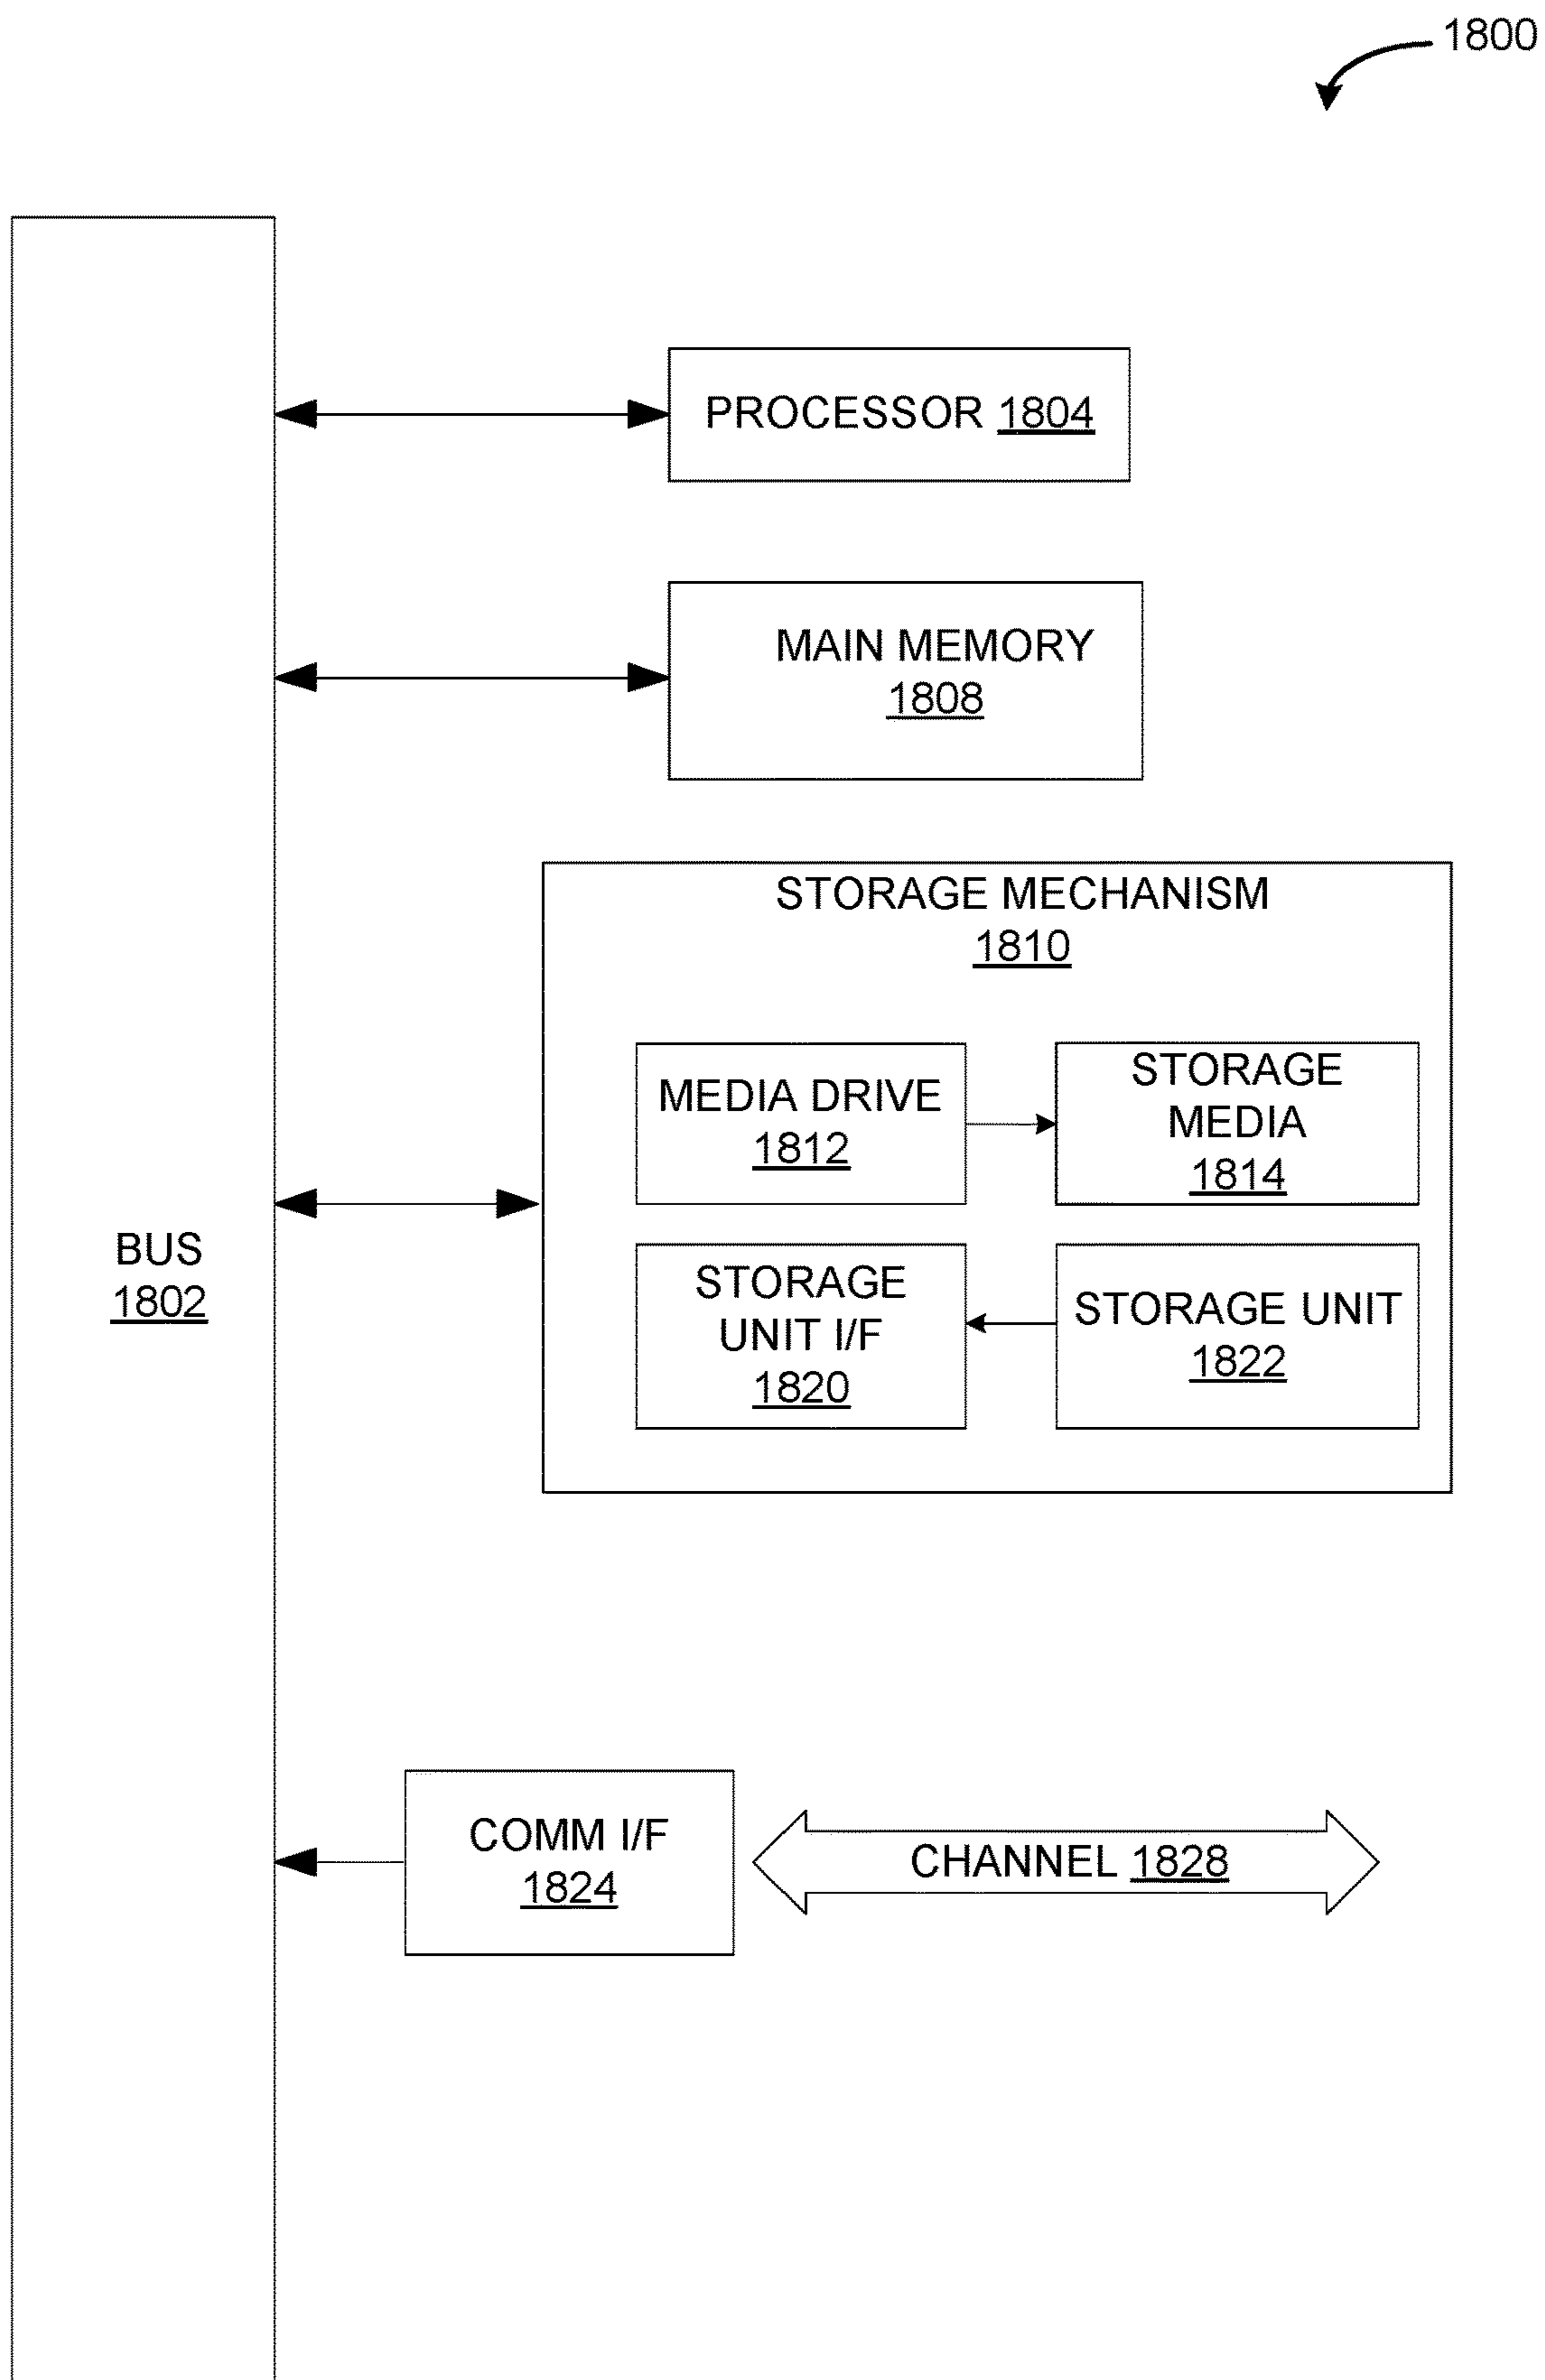 1800
PROCESSOR 1804
MAIN MEMORY
1808
STORAGE MECHANISM
1810
MEDIA DRIVE
1812
STORAGE
MEDIA
1814
BUS
1802
STORAGE
UNIT I/F
1820
STORAGE UNIT
1822
COMM I/F
1824
CHANNEL 1828